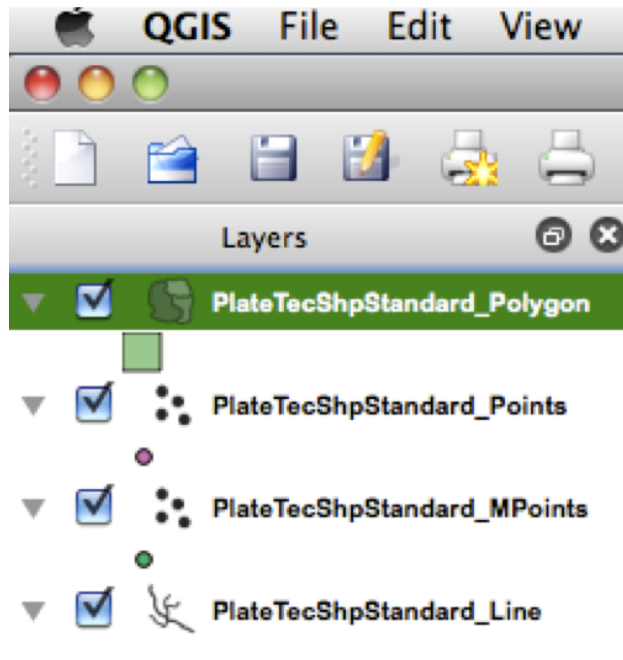 QGIS File Edit View
Layers
PlateTecShpStandard_Polygon
PlateTecShpStandard_Points
PlateTecShpStandard_MPoints
PlateTecShpStandard_Line